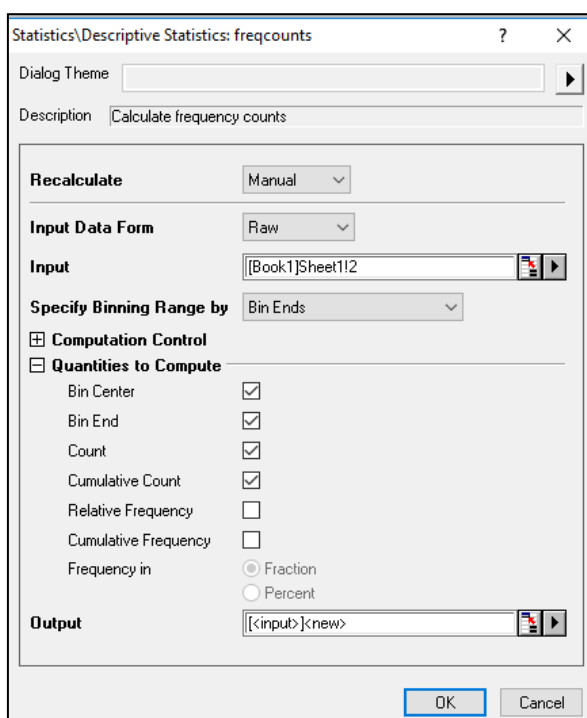 Statistics\Descriptive Statistics: freqcounts ?
Dialog Theme
Description Calculate frequency counts
Recalculate Manual
Input Data Form Raw
Input [Book1]Sheet1!2
Specify Binning Range by Bin Ends
Computation Control
Quantities to Compute
Bin Center
Bin End
Count
Cumulative Count
Relative Frequency
Cumulative Frequency
Frequency in Fraction
Percent
Output [<input>]<new>
OK Cancel